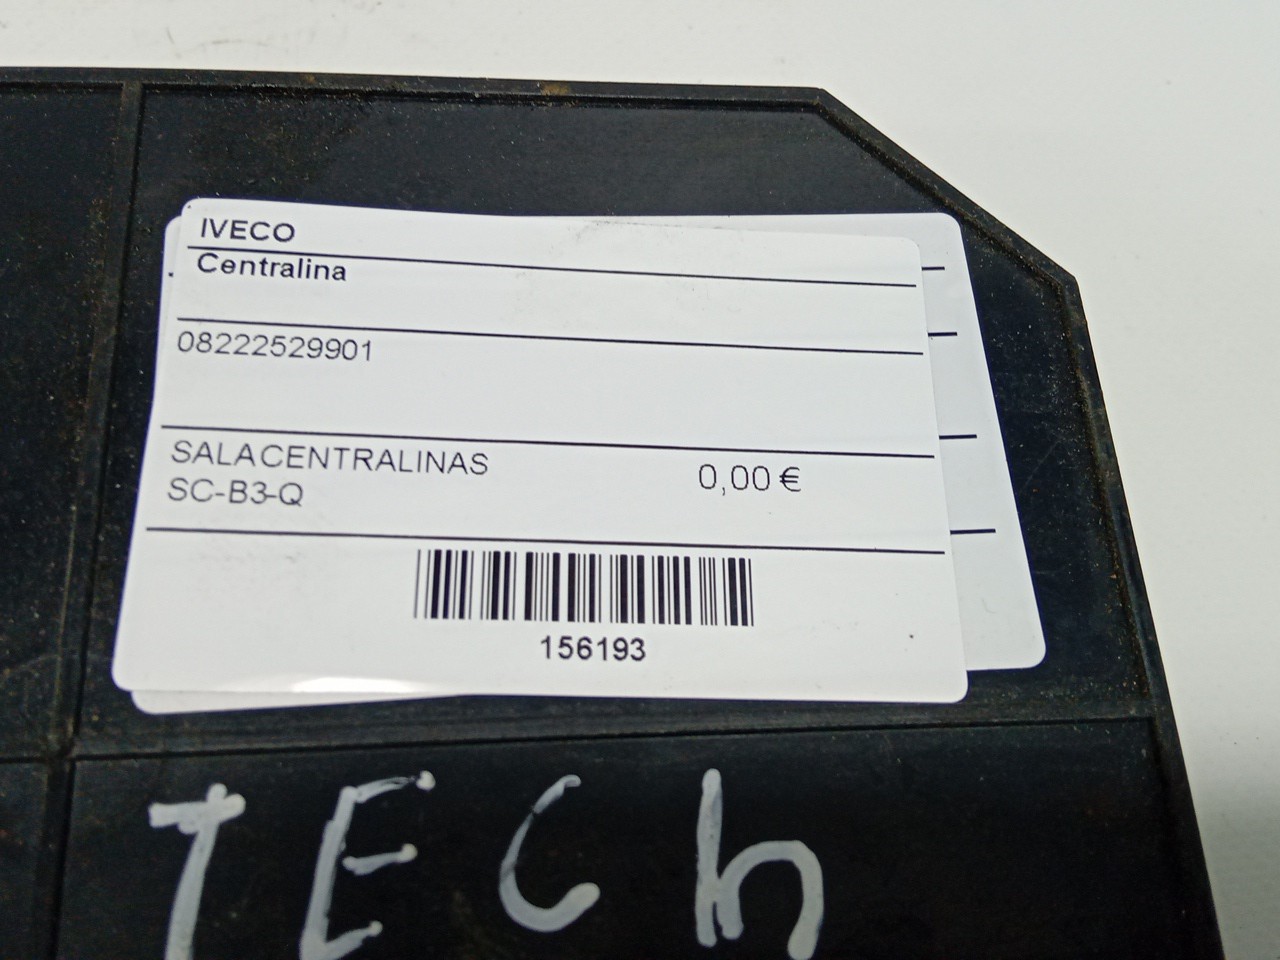 IVECO
Centralina
08222529901
SALACENTRALINAS
0,00 €
SC-B3-Q
156193
TECh